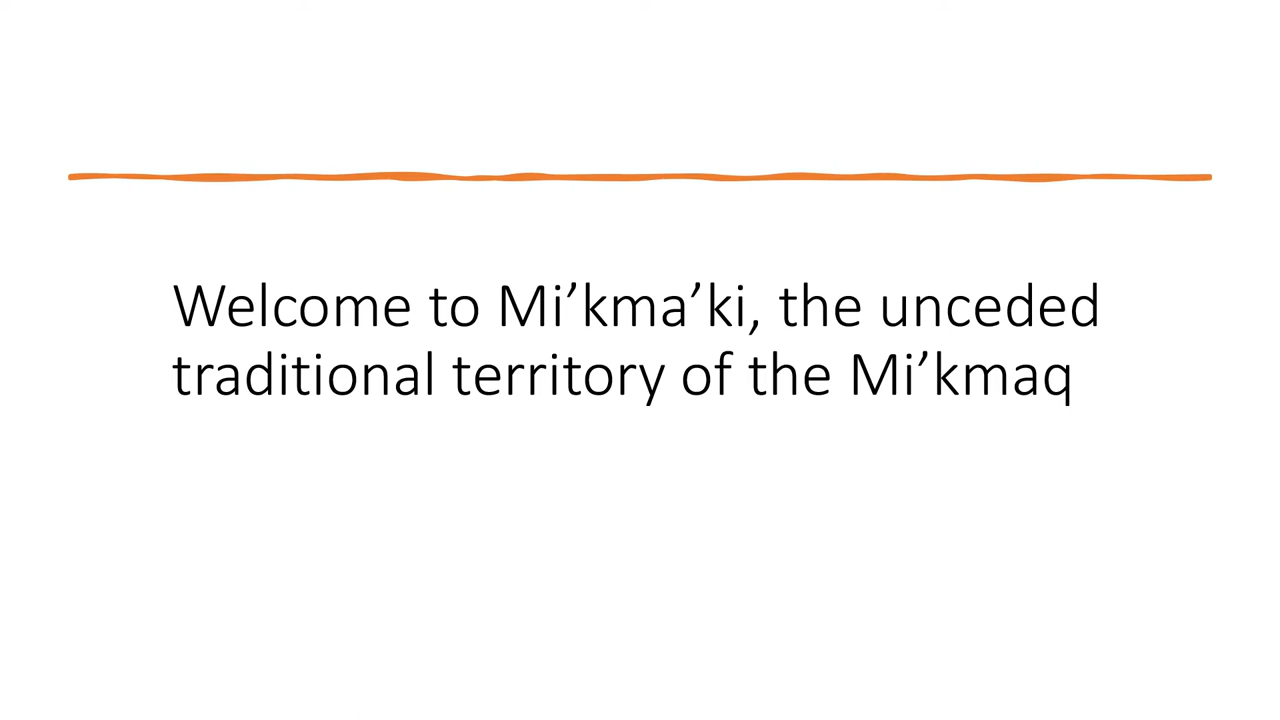 Welcome to Mi’kma’ki, the unceded
traditional territory of the Mi’kmaq